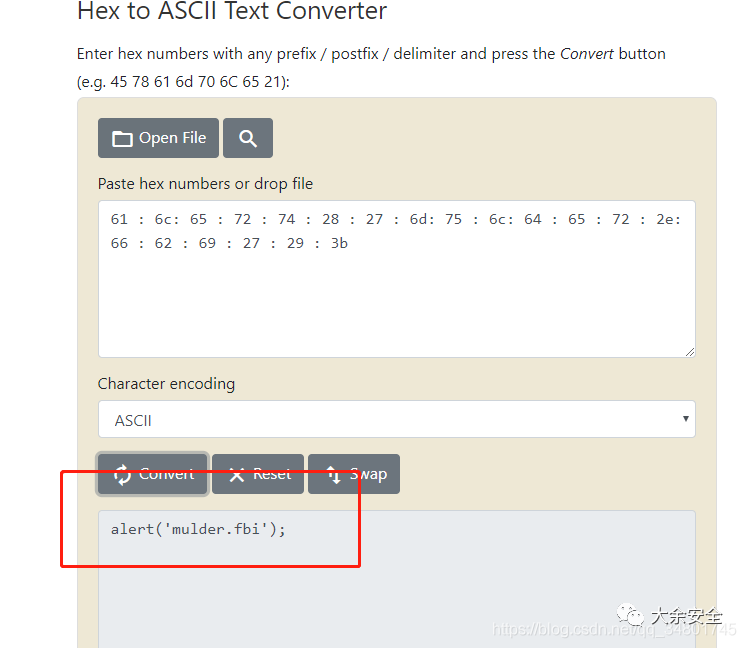 Hex to ASCII Text Converter
Enter hex numbers with any prefix / postfix / delimiter and press the Convert button
(e.g. 45 78 61 6d 70 6C 65 21):
Open File
Paste hex numbers or drop file
61 : 6c: 65 : 72 : 74 : 28 : 27 : 6d: 75 : 6c: 64 : 65 : 72 : 2e:
66 : 62 : 69 : 27 : 29 : 3b
Character encoding
ASCII
Convert Reset Swap
alert('mulder.fbi');
大余安全
https://blog.csdn.net/qq_34801745